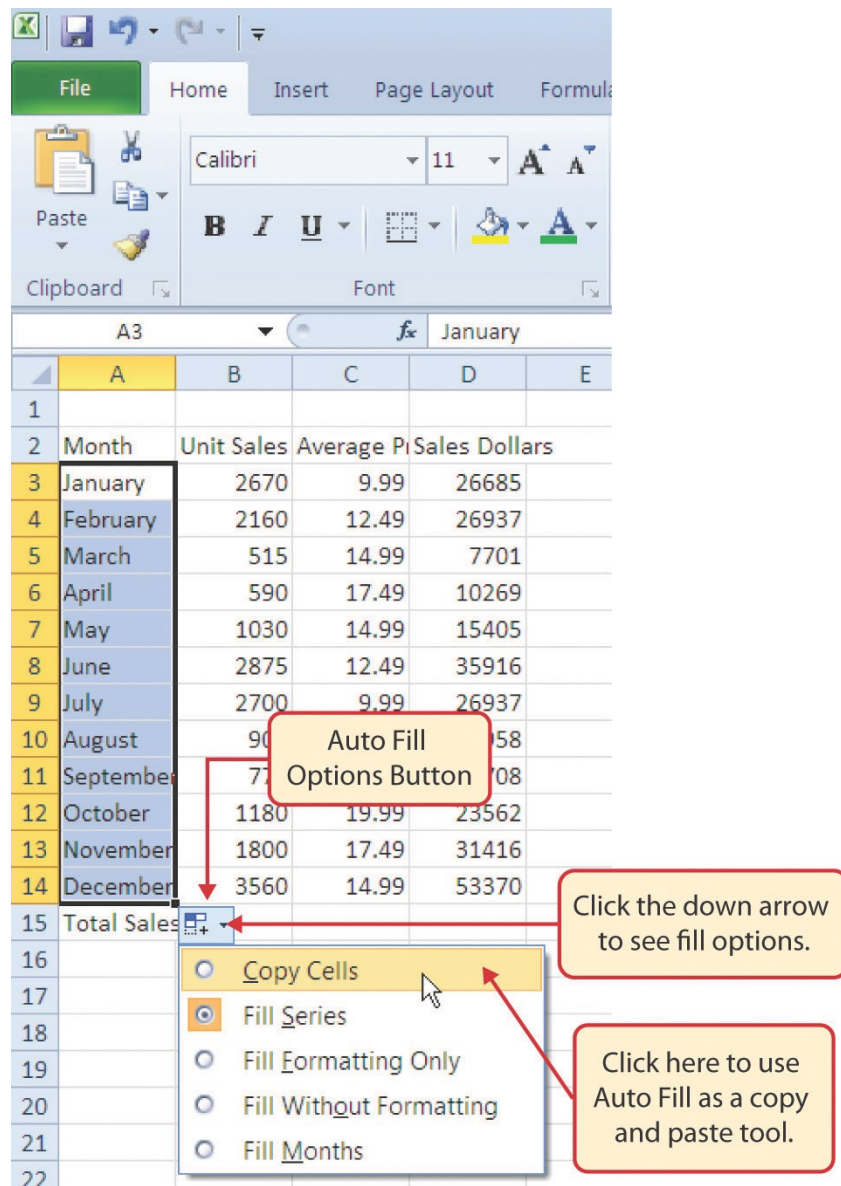 File Home Insert Page Layout Formula
Calibri 11 A A
Paste
B I U A
Clipboard Font
A3 fx January
A B C D E
1
2 Month Unit Sales Average Pr Sales Dollars
3 January 2670 9.99 26685
4 February 2160 12.49 26937
5 March 515 14.99 7701
6 April 590 17.49 10269
7 May 1030 14.99 15405
8 June 2875 12.49 35916
9 July 2700 9.99 26937
10 August 90 958
11 September 77 708
12 October 1180 19.99 23562
13 November 1800 17.49 31416
14 December 3560 14.99 53370
15 Total Sales
16
17
18
19
20
21
22
Auto Fill
Options Button
Click the down arrow
to see fill options.
Copy Cells
Fill Series
Fill Formatting Only
Fill Without Formatting
Fill Months
Click here to use
Auto Fill as a copy
and paste tool.